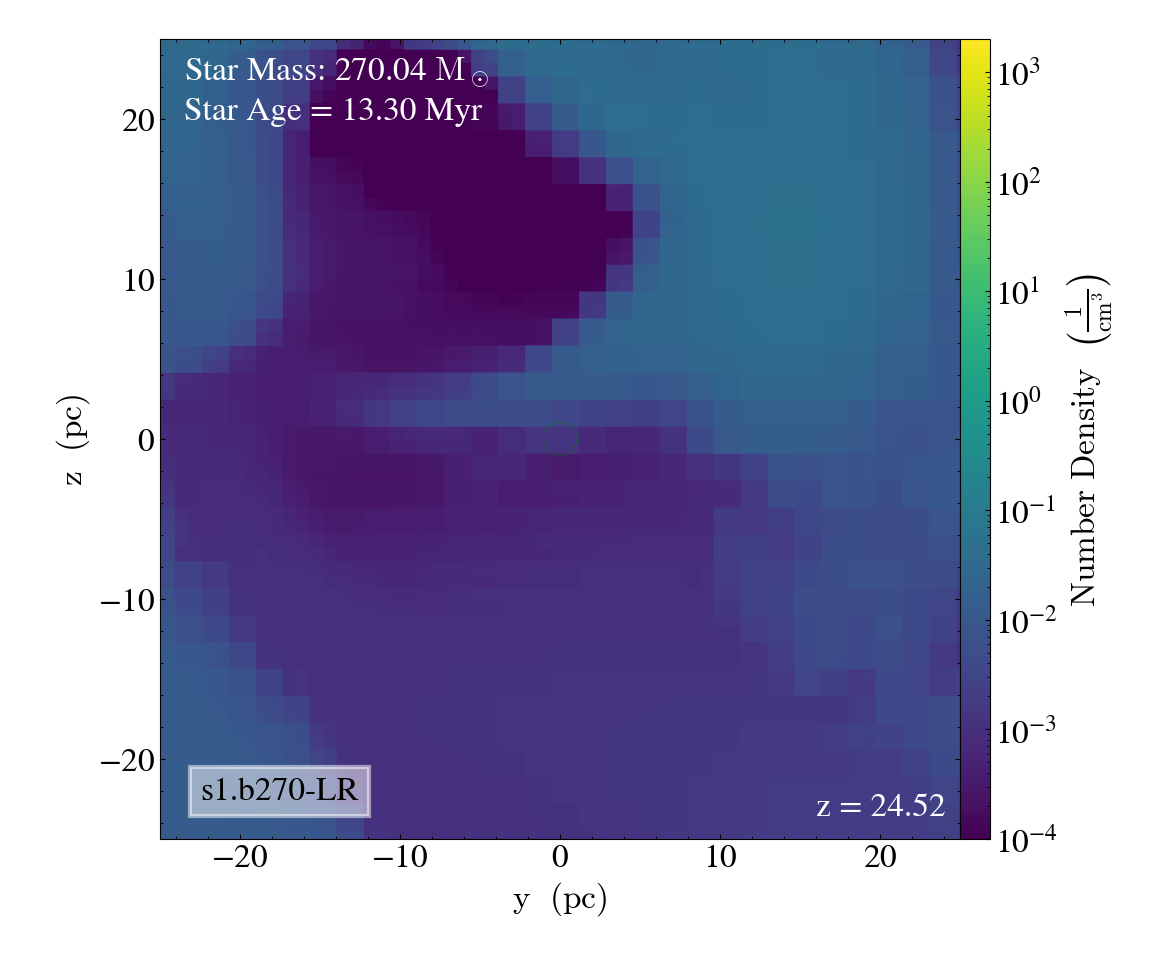 Star Mass: 270.04 M⊙
Star Age = 13.30 Myr
20
10
0
−10
−20
z (pc)
s1.b270-LR
z = 24.52
−20 −10 0 10 20
y (pc)
10³
10²
10¹
10⁰
10⁻¹
10⁻²
10⁻³
10⁻⁴
Number Density (1/cm³)